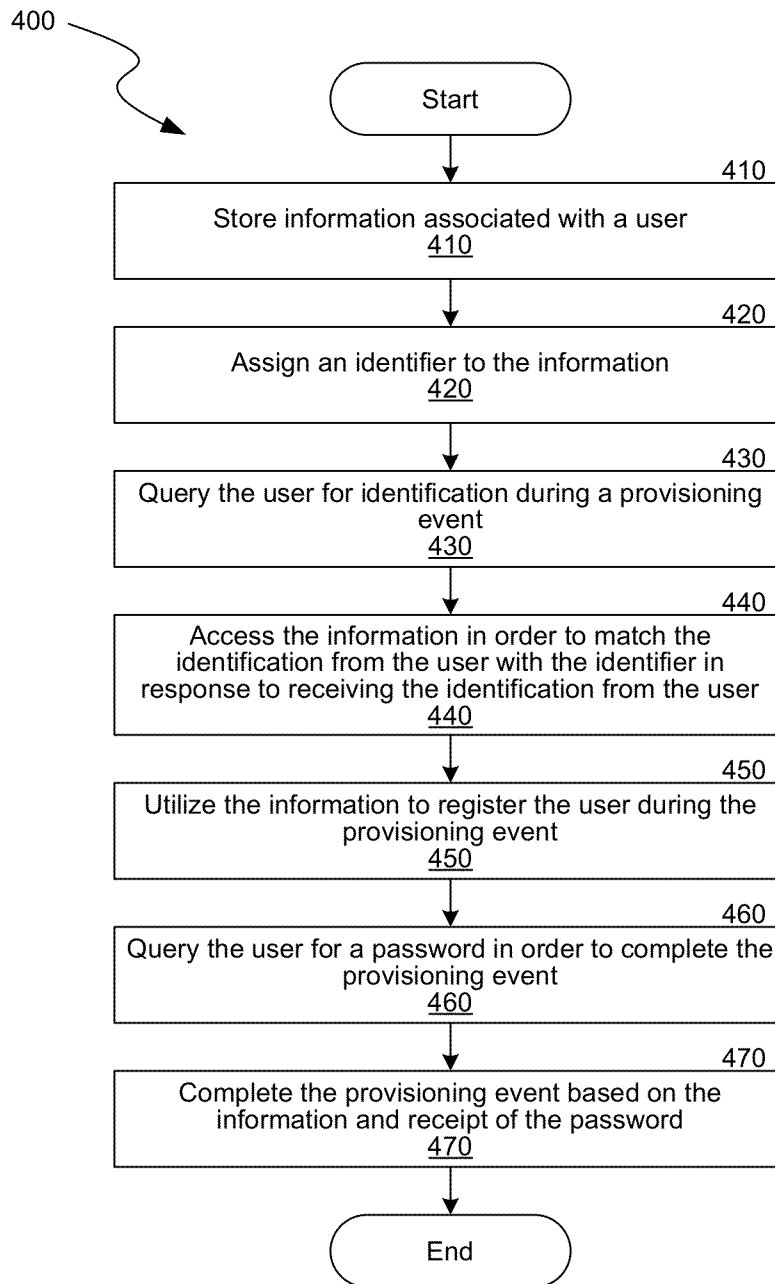 400
Start
410
Store information associated with a user
410
420
Assign an identifier to the information
420
430
Query the user for identification during a provisioning
event
430
440
Access the information in order to match the
identification from the user with the identifier in
response to receiving the identification from the user
440
450
Utilize the information to register the user during the
provisioning event
450
460
Query the user for a password in order to complete the
provisioning event
460
470
Complete the provisioning event based on the
information and receipt of the password
470
End